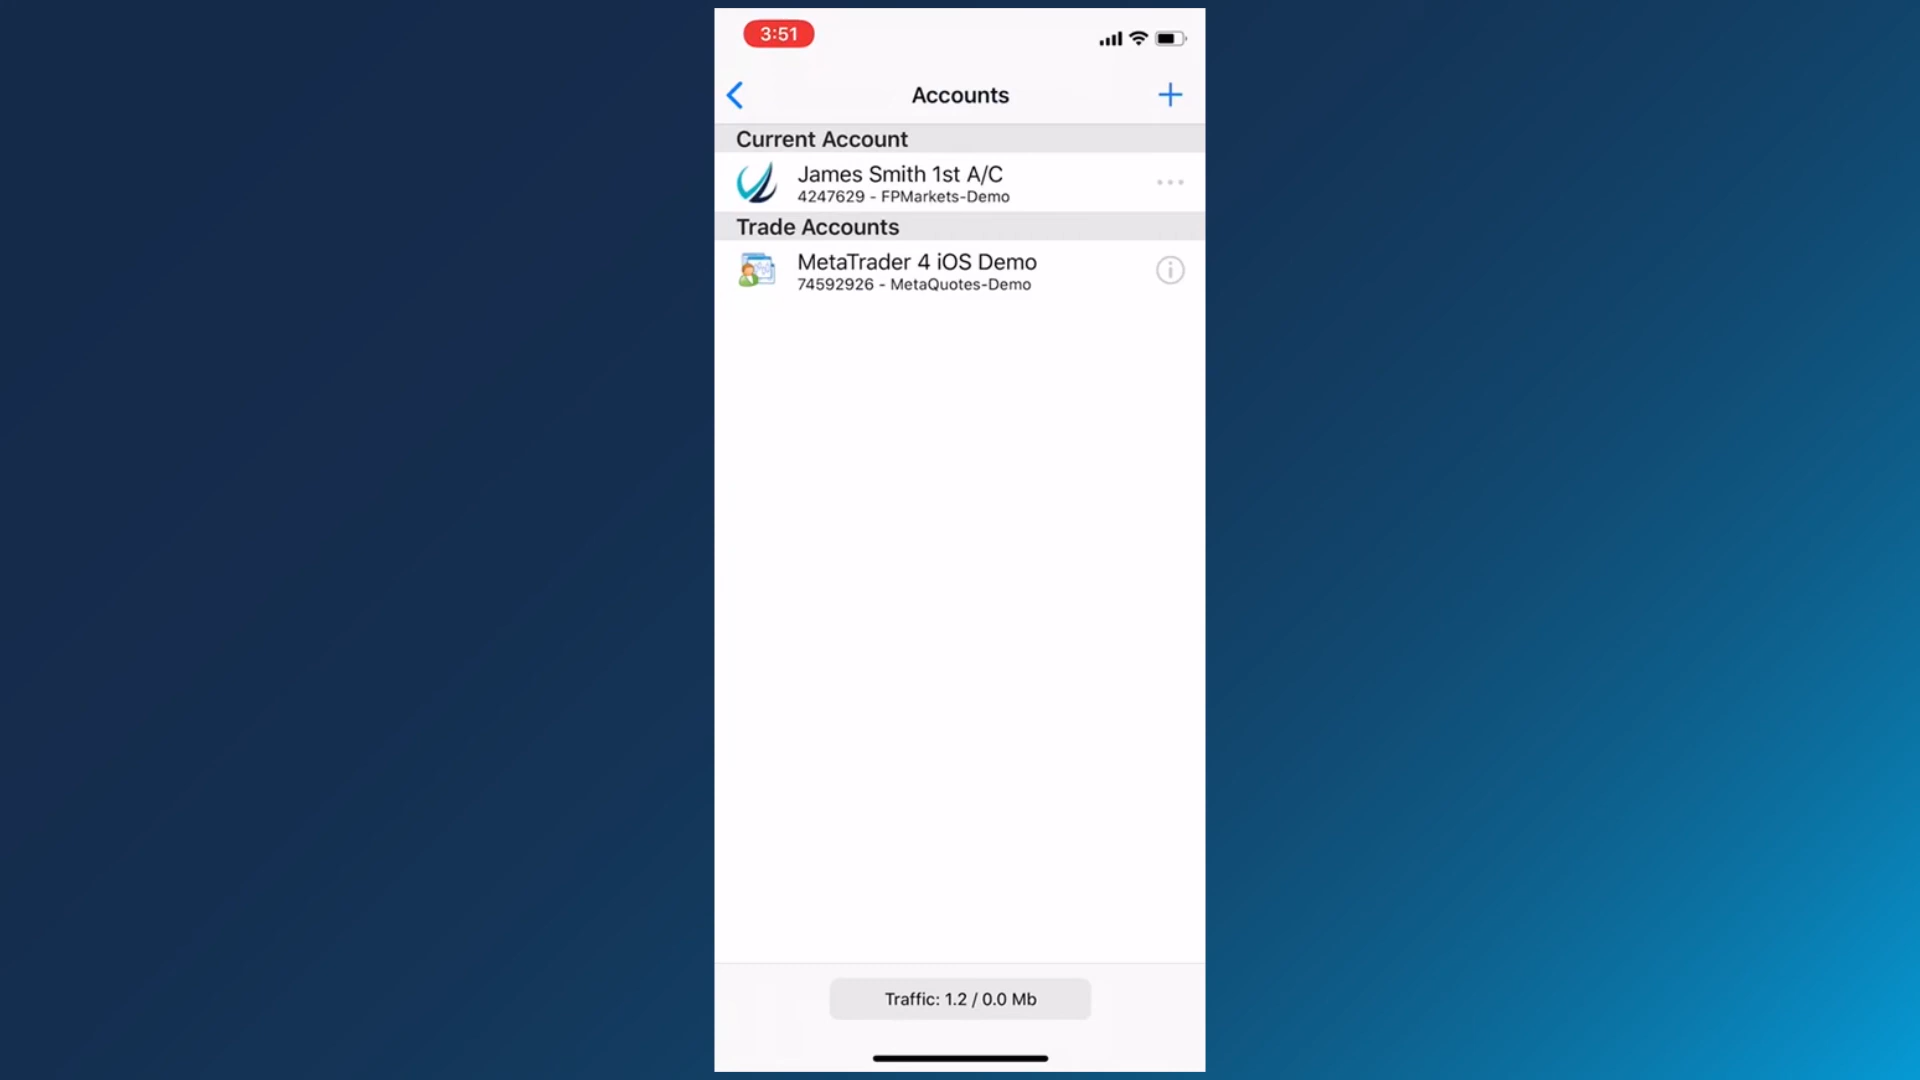 3:51
Accounts
Current Account
James Smith 1st A/C
4247629 - FPMarkets-Demo
Trade Accounts
MetaTrader 4 iOS Demo
74592926 - MetaQuotes-Demo
Traffic: 1.2 / 0.0 Mb